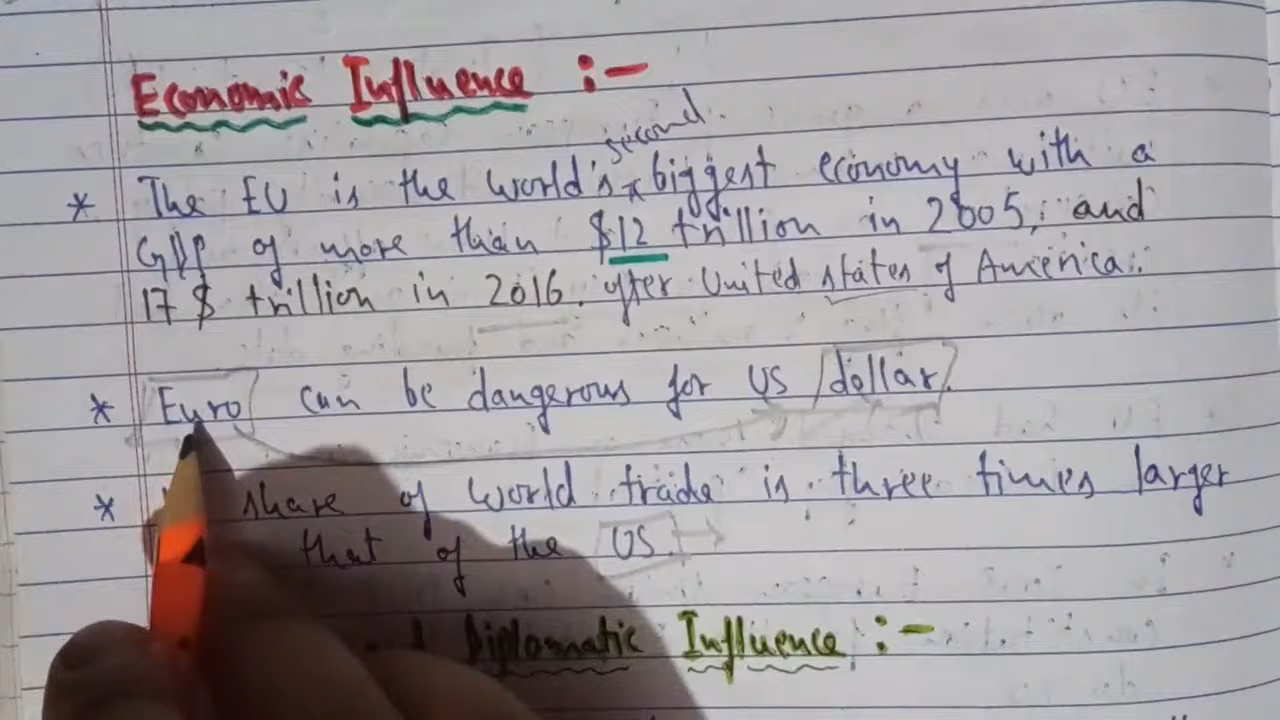 Economic Influence :-
second.
* The EU is the world's biggest economy with a
GDP of more than $12 trillion in 2005, and
17 $ trillion in 2016. after United states of America.
* Euro can be dangerous for US dollar.
* share of world trade is three times larger
that of the US.
Diplomatic Influence :-